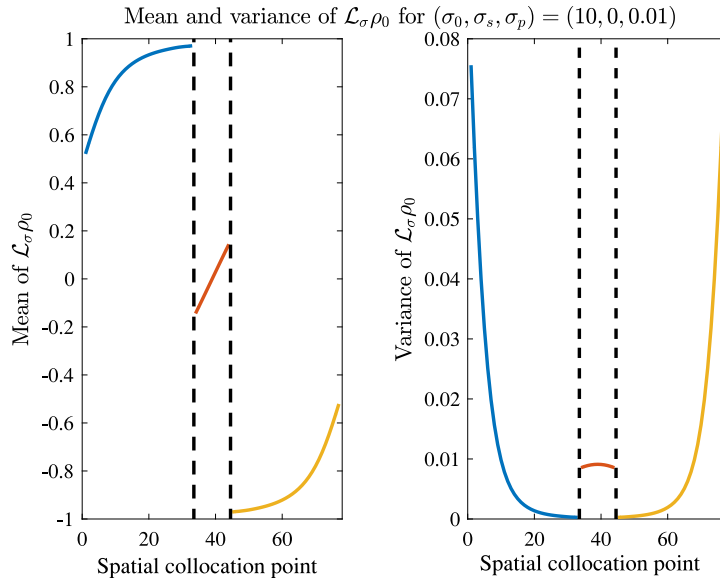 Mean and variance of ℒ_σρ_0 for (σ_0, σ_s, σ_p) = (10, 0, 0.01)
Mean of ℒ_σρ_0
1
0.8
0.6
0.4
0.2
0
-0.2
-0.4
-0.6
-0.8
-1
0 20 40 60
Spatial collocation point
Variance of ℒ_σρ_0
0.08
0.07
0.06
0.05
0.04
0.03
0.02
0.01
0
0 20 40 60
Spatial collocation point